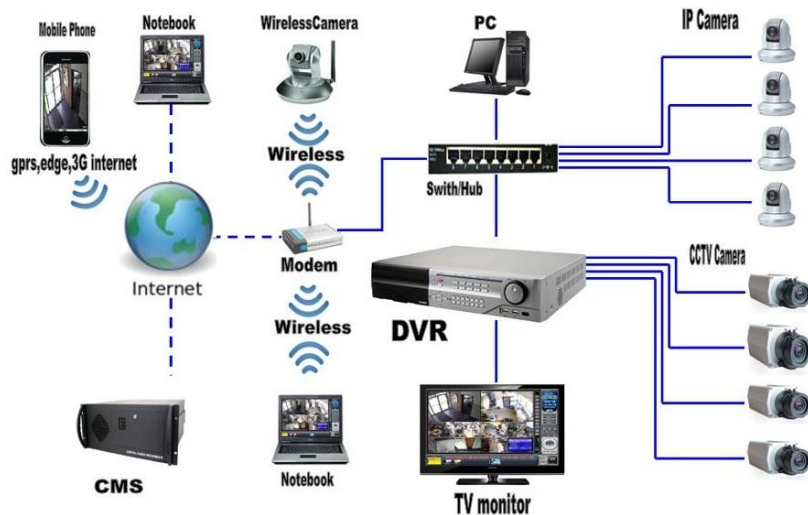 Mobile Phone
Notebook
WirelessCamera
PC
IP Camera
gprs,edge,3G internet
Wireless
Swith/Hub
Internet
Modem
CCTV Camera
Wireless
DVR
CMS
Notebook
TV monitor